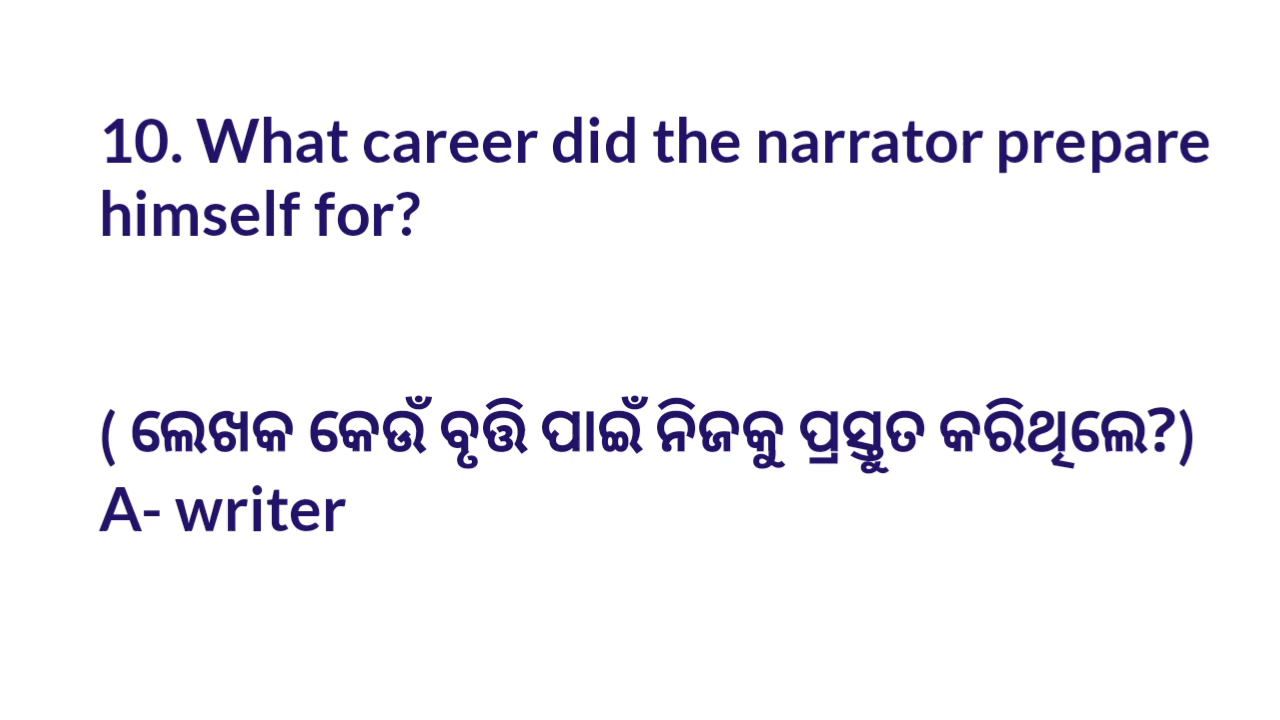 10. What career did the narrator prepare
himself for?
( ଲେଖକ କେଉଁ ବୃତ୍ତି ପାଇଁ ନିଜକୁ ପ୍ରସ୍ତୁତ କରିଥିଲେ?)
A- writer